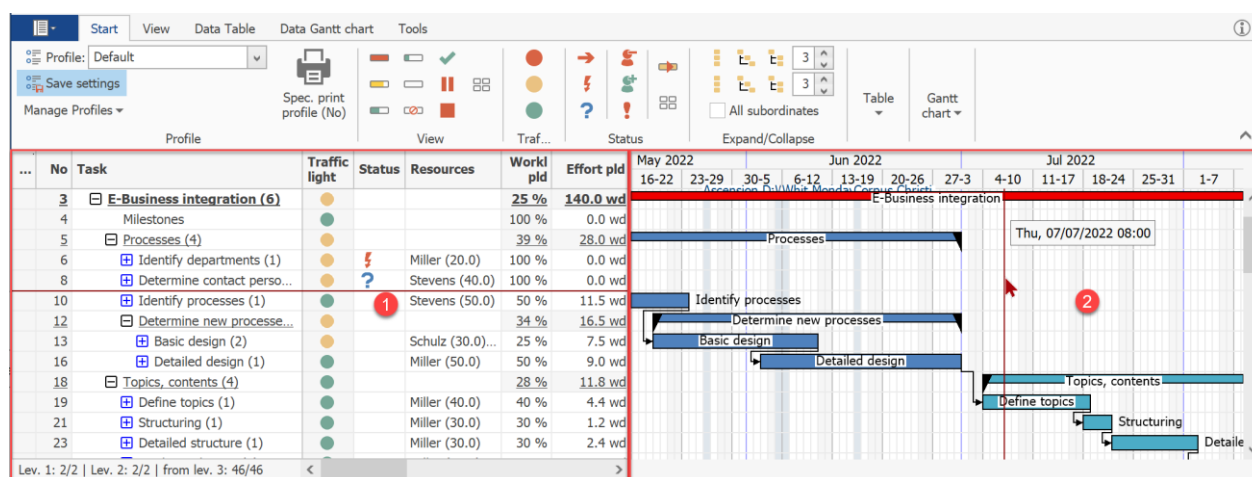 Start View Data Table Data Gantt chart Tools
Profile: Default
Save settings
Manage Profiles
Spec. print profile (No)
3
3
All subordinates
Table
Gantt chart
Profile View Traf... Status Expand/Collapse
... No Task Traffic light Status Resources Workl pld Effort pld
May 2022 Jun 2022 Jul 2022
16-22 23-29 30-5 6-12 13-19 20-26 27-3 4-10 11-17 18-24 25-31 1-7
3 E-Business integration (6) 25 % 140.0 wd E-Business integration
4 Milestones 100 % 0.0 wd
Thu, 07/07/2022 08:00
5 Processes (4) 39 % 28.0 wd Processes
6 Identify departments (1) Miller (20.0) 100 % 0.0 wd
8 ? Determine contact perso... Stevens (40.0) 100 % 0.0 wd
1 2
10 Identify processes (1) Stevens (50.0) 50 % 11.5 wd Identify processes
12 Determine new processe... 34 % 16.5 wd Determine new processes
13 Basic design (2) Schulz (30.0)... 25 % 7.5 wd Basic design
16 Detailed design (1) Miller (50.0) 50 % 9.0 wd Detailed design
18 Topics, contents (4) 28 % 11.8 wd Topics, contents
19 Define topics (1) Miller (40.0) 40 % 4.4 wd Define topics
21 Structuring (1) Miller (30.0) 30 % 1.2 wd Structuring
23 Detailed structure (1) Miller (30.0) 30 % 2.4 wd Detaile
Lev. 1: 2/2 | Lev. 2: 2/2 | from lev. 3: 46/46